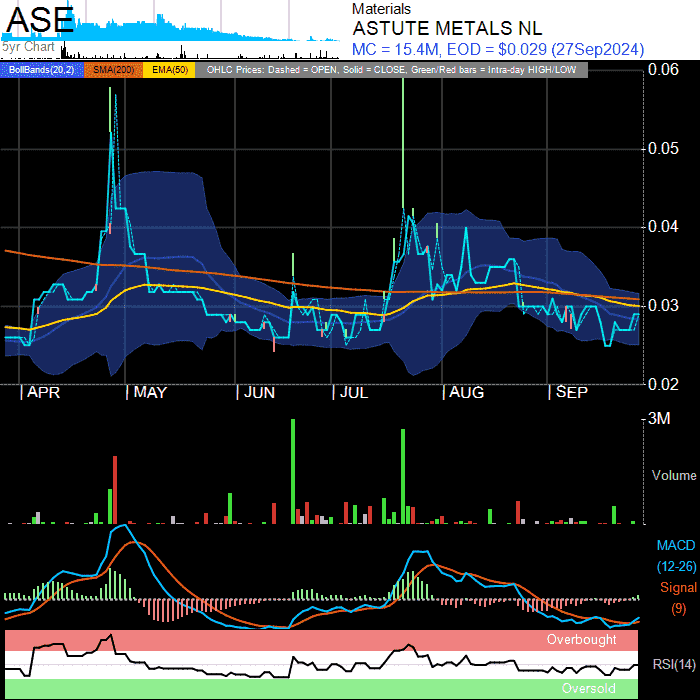 ASE
5yr Chart
Materials
ASTUTE METALS NL
MC = 15.4M, EOD = $0.029 (27Sep2024)
BollBands(20,2) SMA(200) EMA(50) OHLC Prices: Dashed = OPEN, Solid = CLOSE, Green/Red bars = Intra-day HIGH/LOW
0.06
0.05
0.04
0.03
0.02
APR MAY JUN JUL AUG SEP
3M
Volume
MACD
(12-26)
Signal
(9)
Overbought
RSI(14)
Oversold